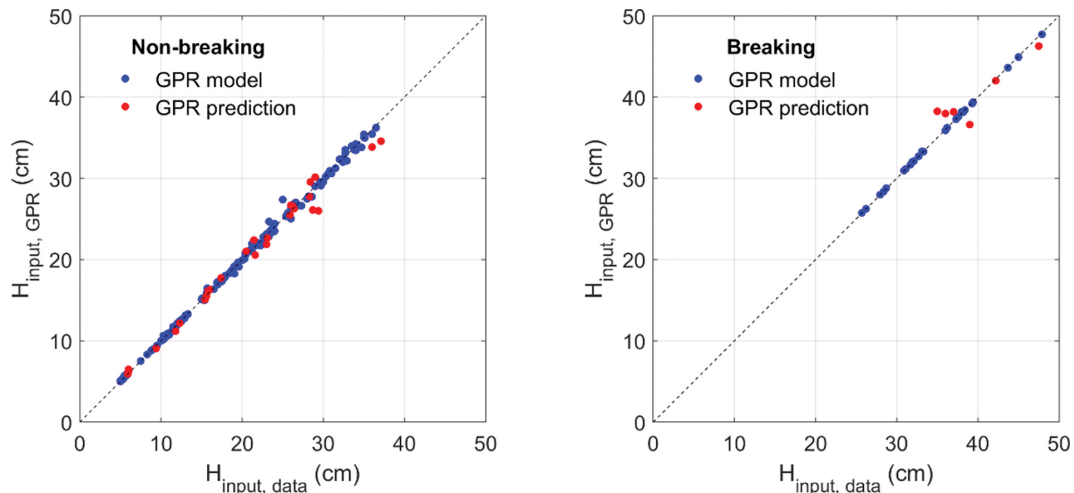 50
40
30
20
10
0
H_input, GPR (cm)
Non-breaking
GPR model
GPR prediction
0 10 20 30 40 50
H_input, data (cm)
50
40
30
20
10
0
H_input, GPR (cm)
Breaking
GPR model
GPR prediction
0 10 20 30 40 50
H_input, data (cm)